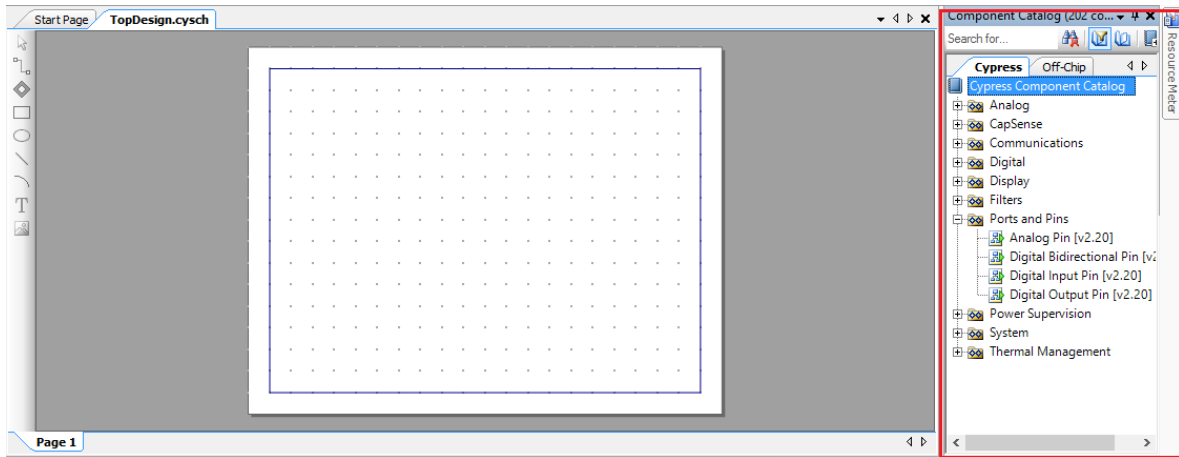 Start Page
TopDesign.cysch
Component Catalog (202 co...
Search for...
Cypress
Off-Chip
Cypress Component Catalog
Analog
CapSense
Communications
Digital
Display
Filters
Ports and Pins
Analog Pin [v2.20]
Digital Bidirectional Pin [v2
Digital Input Pin [v2.20]
Digital Output Pin [v2.20]
Power Supervision
System
Thermal Management
Resource Meter
T
Page 1